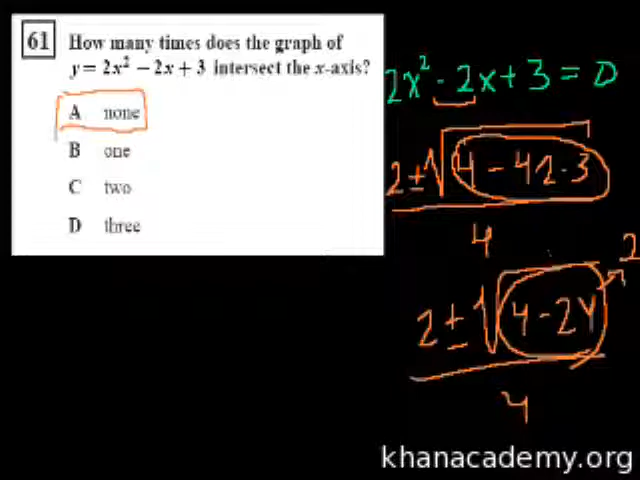 61 How many times does the graph of
y = 2x² − 2x + 3 intersect the x-axis?
A none
B one
C two
D three
2x² - 2x + 3 = 0
2 ± √4 - 4 2 · 3
4
2
2 ± √4 - 24
4
khanacademy.org